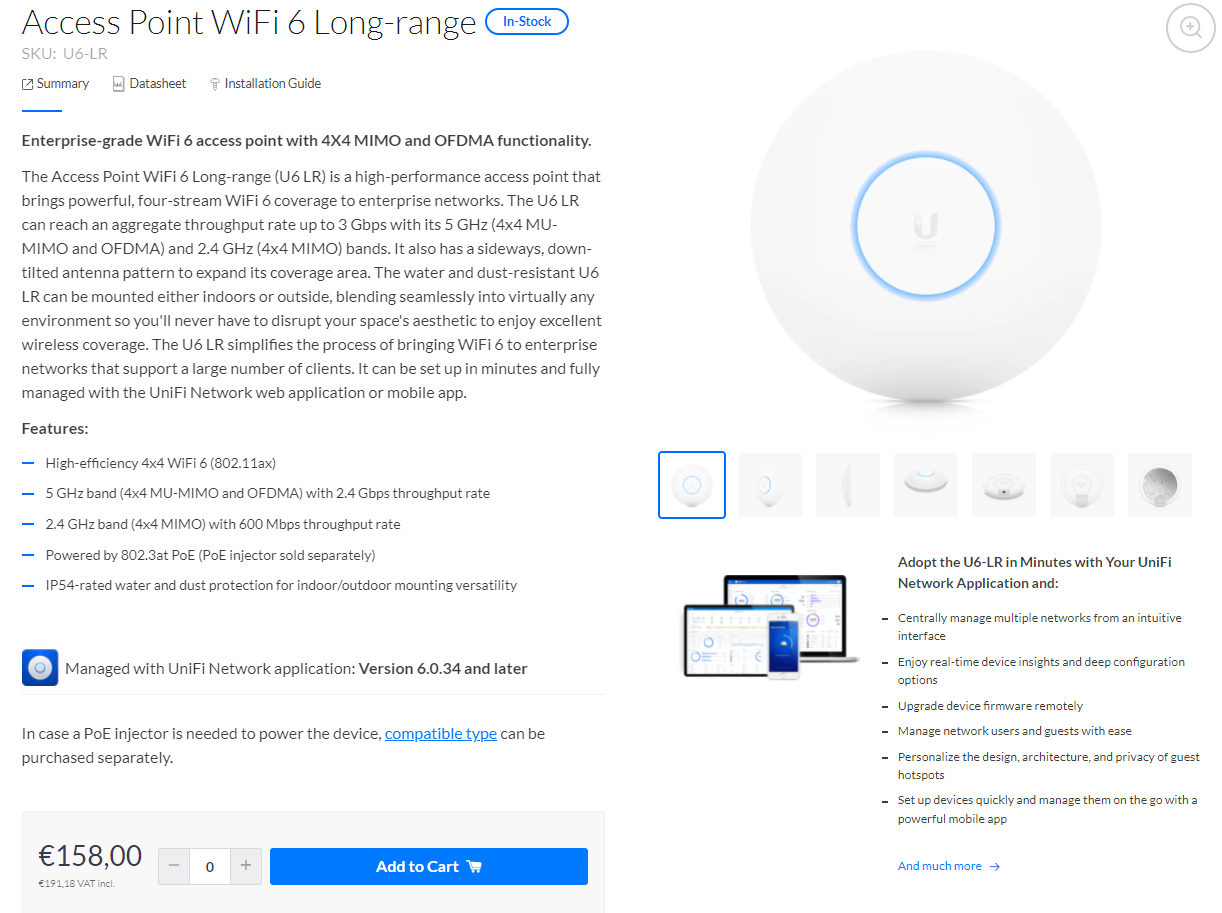 Access Point WiFi 6 Long-range
In-Stock
SKU: U6-LR
Summary
Datasheet
Installation Guide
Enterprise-grade WiFi 6 access point with 4X4 MIMO and OFDMA functionality.
The Access Point WiFi 6 Long-range (U6 LR) is a high-performance access point that
brings powerful, four-stream WiFi 6 coverage to enterprise networks. The U6 LR
can reach an aggregate throughput rate up to 3 Gbps with its 5 GHz (4x4 MU-
MIMO and OFDMA) and 2.4 GHz (4x4 MIMO) bands. It also has a sideways, down-
tilted antenna pattern to expand its coverage area. The water and dust-resistant U6
LR can be mounted either indoors or outside, blending seamlessly into virtually any
environment so you'll never have to disrupt your space's aesthetic to enjoy excellent
wireless coverage. The U6 LR simplifies the process of bringing WiFi 6 to enterprise
networks that support a large number of clients. It can be set up in minutes and fully
managed with the UniFi Network web application or mobile app.
Features:
High-efficiency 4x4 WiFi 6 (802.11ax)
5 GHz band (4x4 MU-MIMO and OFDMA) with 2.4 Gbps throughput rate
2.4 GHz band (4x4 MIMO) with 600 Mbps throughput rate
Powered by 802.3at PoE (PoE injector sold separately)
IP54-rated water and dust protection for indoor/outdoor mounting versatility
Managed with UniFi Network application: Version 6.0.34 and later
In case a PoE injector is needed to power the device, compatible type can be
purchased separately.
€158,00
€191,18 VAT incl.
− 0 +
Add to Cart
Adopt the U6-LR in Minutes with Your UniFi
Network Application and:
- Centrally manage multiple networks from an intuitive
interface
- Enjoy real-time device insights and deep configuration
options
- Upgrade device firmware remotely
- Manage network users and guests with ease
- Personalize the design, architecture, and privacy of guest
hotspots
- Set up devices quickly and manage them on the go with a
powerful mobile app
And much more →